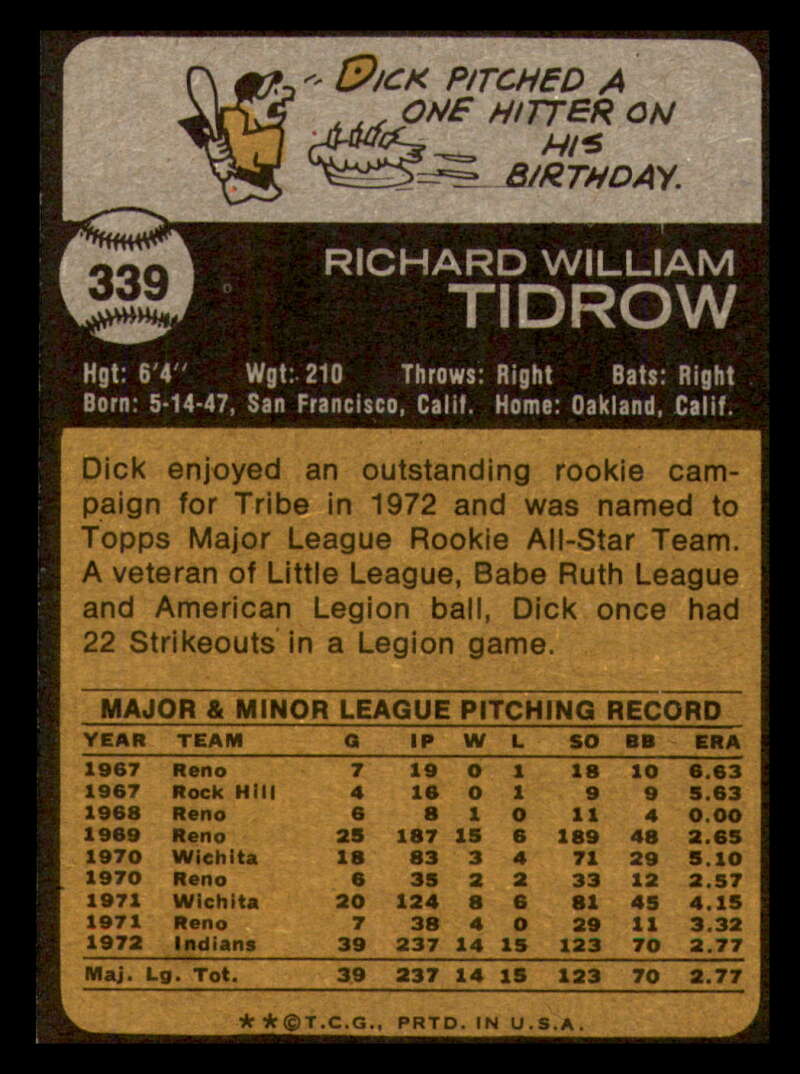 DICK PITCHED A
ONE HITTER ON
HIS
BIRTHDAY.
339
RICHARD WILLIAM
TIDROW
Hgt: 6'4" Wgt: 210 Throws: Right Bats: Right
Born: 5-14-47, San Francisco, Calif. Home: Oakland, Calif.
Dick enjoyed an outstanding rookie cam-
paign for Tribe in 1972 and was named to
Topps Major League Rookie All-Star Team.
A veteran of Little League, Babe Ruth League
and American Legion ball, Dick once had
22 Strikeouts in a Legion game.
MAJOR & MINOR LEAGUE PITCHING RECORD
YEAR TEAM G IP W L SO BB ERA
1967 Reno 7 19 0 1 18 10 6.63
1967 Rock Hill 4 16 0 1 9 9 5.63
1968 Reno 6 8 1 0 11 4 0.00
1969 Reno 25 187 15 6 189 48 2.65
1970 Wichita 18 83 3 4 71 29 5.10
1970 Reno 6 35 2 2 33 12 2.57
1971 Wichita 20 124 8 6 81 45 4.15
1971 Reno 7 38 4 0 29 11 3.32
1972 Indians 39 237 14 15 123 70 2.77
Maj. Lg. Tot. 39 237 14 15 123 70 2.77
**©T.C.G., PRTD. IN U.S.A.